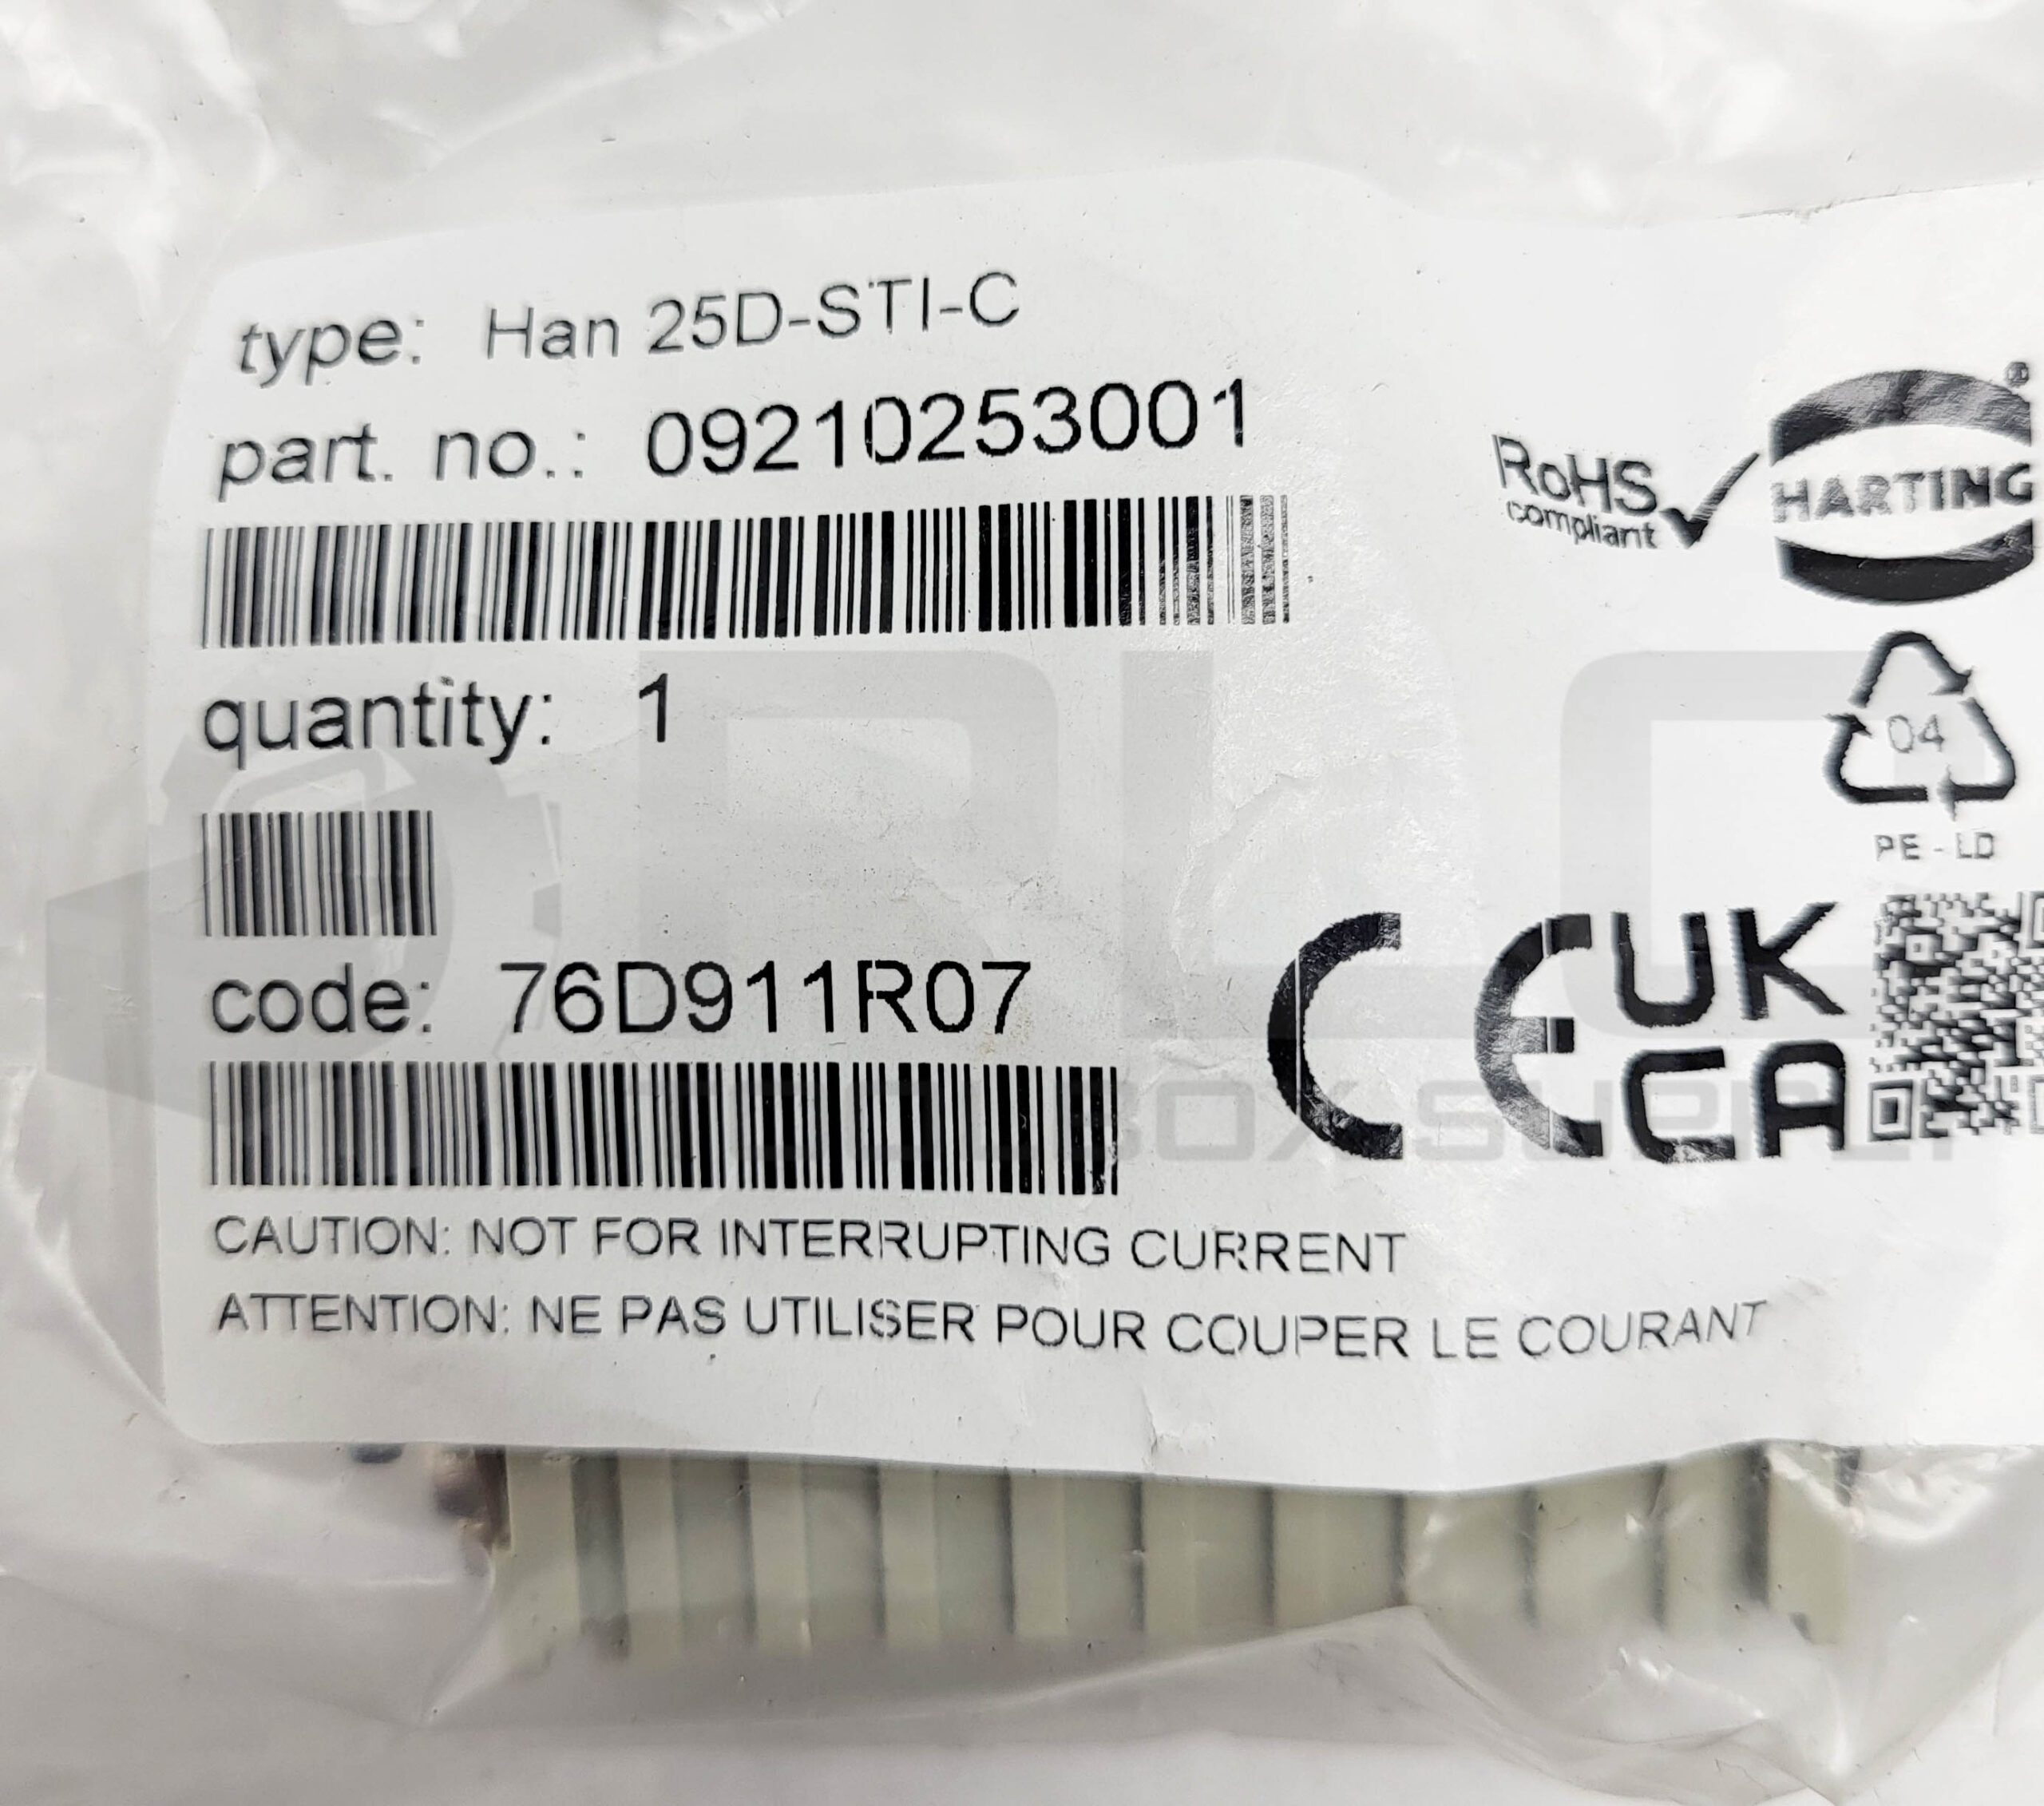 type: Han 25D-STI-C
part. no.: 09210253001
RoHS
compliant
HARTING®
quantity: 1
04
PE-LD
code: 76D911R07
CE
UK
CA
CAUTION: NOT FOR INTERRUPTING CURRENT
ATTENTION: NE PAS UTILISER POUR COUPER LE COURANT